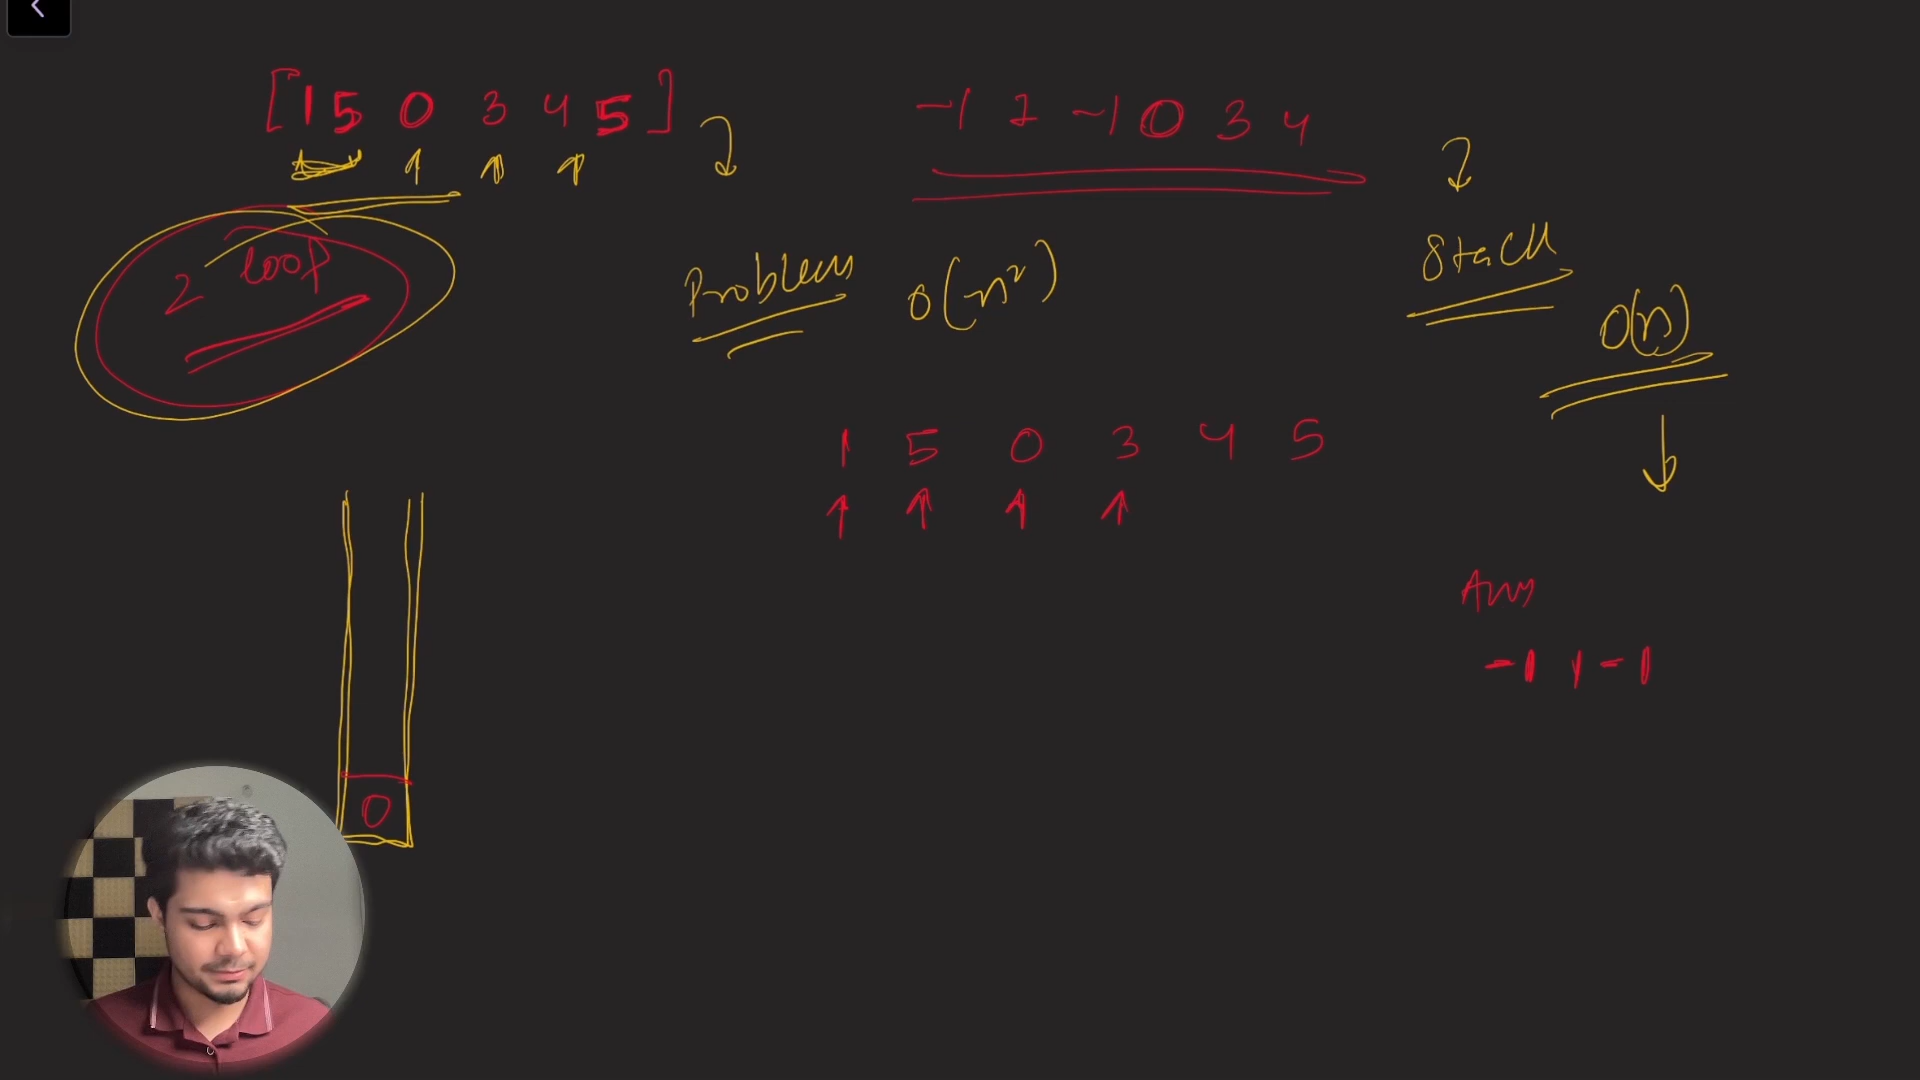 [1 5 0 3 4 5]
-1 1 -1 0 3 4
2 loop
Problem O(n²)
Stack
O(n)
1 5 0 3 4 5
Ans
-1 1 -1
0